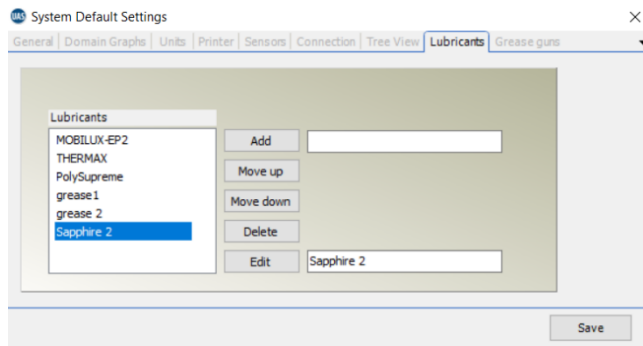 UAS System Default Settings
General Domain Graphs Units Printer Sensors Connection Tree View Lubricants Grease guns
Lubricants
MOBILUX-EP2
THERMAX
PolySupreme
grease1
grease 2
Sapphire 2
Add
Move up
Move down
Delete
Edit Sapphire 2
Save